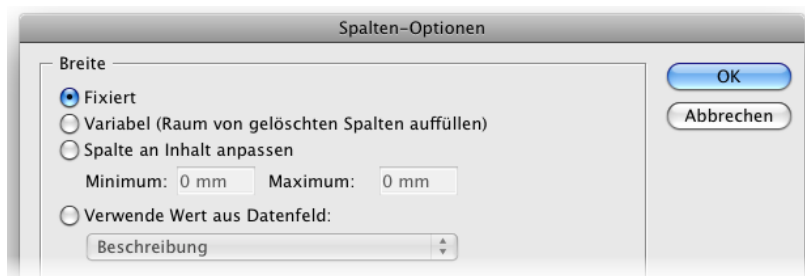 Spalten-Optionen
Breite
OK
Fixiert
Abbrechen
Variabel (Raum von gelöschten Spalten auffüllen)
Spalte an Inhalt anpassen
Minimum: 0 mm Maximum: 0 mm
Verwende Wert aus Datenfeld:
Beschreibung